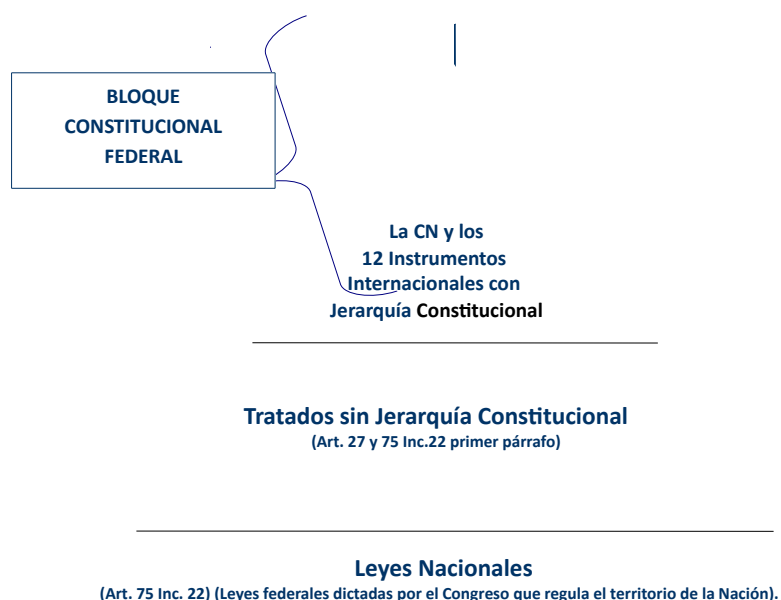 BLOQUE
CONSTITUCIONAL
FEDERAL
La CN y los
12 Instrumentos
Internacionales con
Jerarquía Constitucional
Tratados sin Jerarquía Constitucional
(Art. 27 y 75 Inc.22 primer párrafo)
Leyes Nacionales
(Art. 75 Inc. 22) (Leyes federales dictadas por el Congreso que regula el territorio de la Nación).